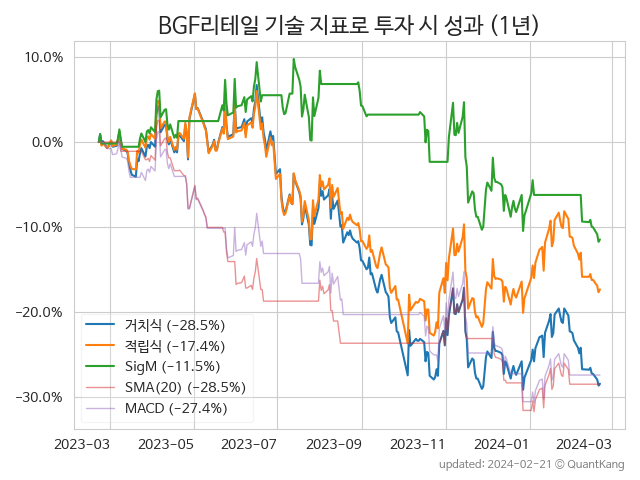 BGF리테일 기술 지표로 투자 시 성과 (1년)
10.0%
0.0%
−10.0%
−20.0%
−30.0%
거치식 (−28.5%)
적립식 (−17.4%)
SigM (−11.5%)
SMA(20) (−28.5%)
MACD (−27.4%)
2023-03 2023-05 2023-07 2023-09 2023-11 2024-01 2024-03
updated: 2024-02-21 © QuantKang